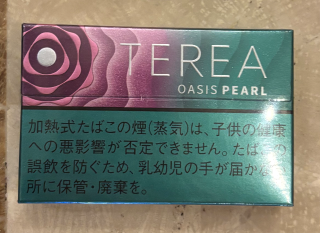 TEREA
OASIS PEARL
加熱式たばこの煙(蒸気)は、子供の健康
への悪影響が否定できません。たばこの
誤飲を防ぐため、乳幼児の手が届かな
所に保管・廃棄を。